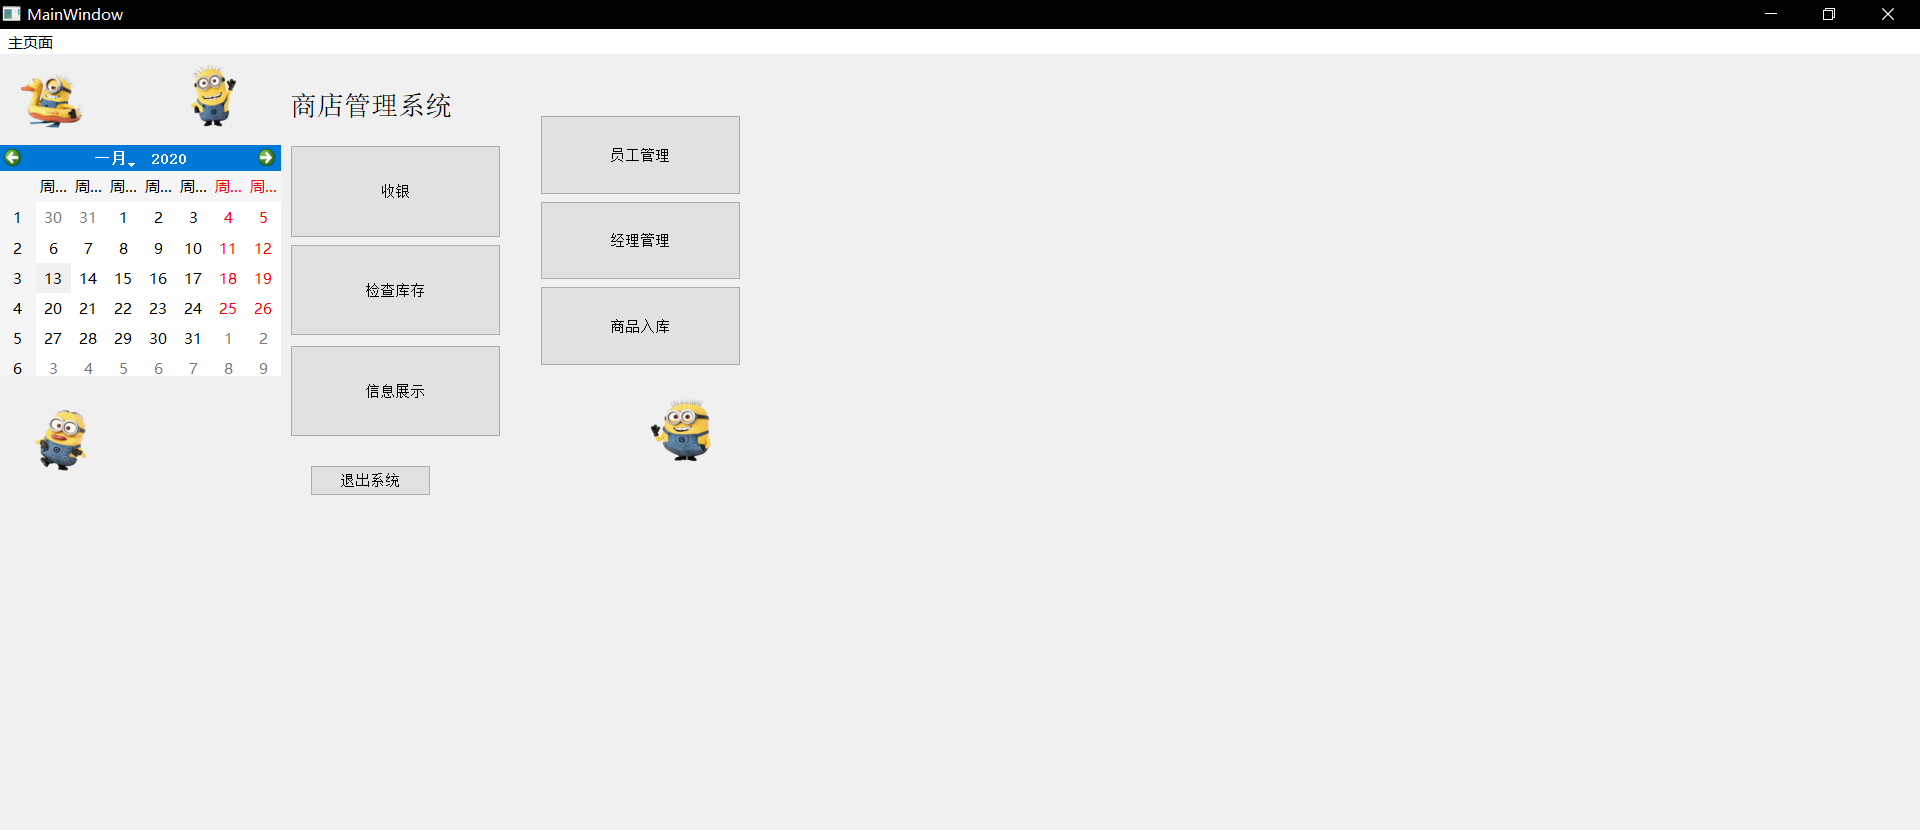 MainWindow
主页面
商店管理系统
一月 2020
周... 周... 周... 周... 周... 周... 周...
1 30 31 1 2 3 4 5
2 6 7 8 9 10 11 12
3 13 14 15 16 17 18 19
4 20 21 22 23 24 25 26
5 27 28 29 30 31 1 2
6 3 4 5 6 7 8 9
收银
检查库存
信息展示
退出系统
员工管理
经理管理
商品入库